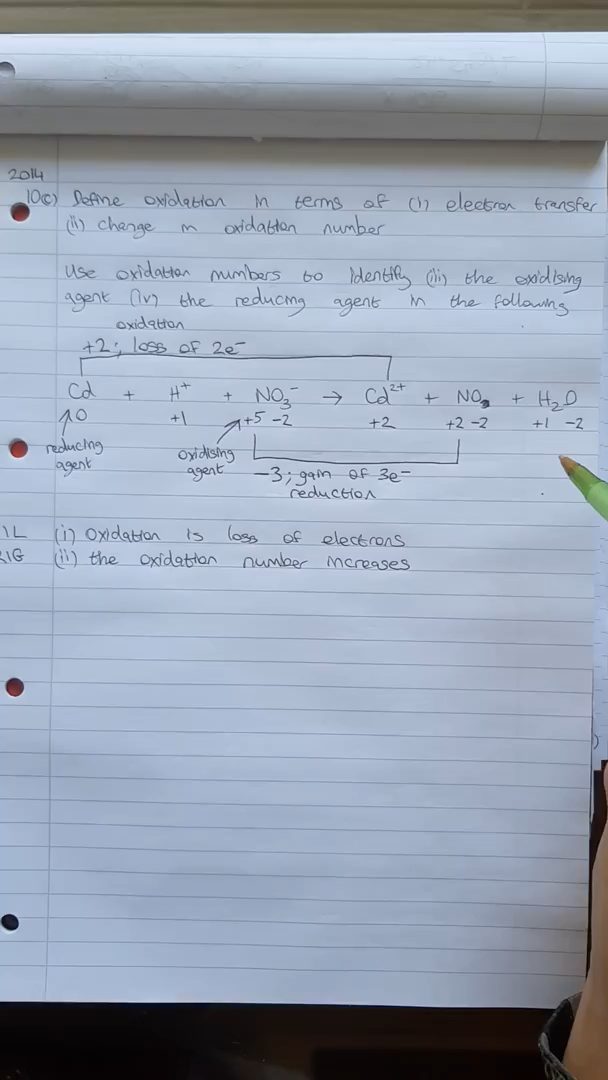 2014
10(c) Define oxidation in terms of (i) electron transfer
(ii) change in oxidation number
Use oxidation numbers to identify (iii) the oxidising
agent (iv) the reducing agent in the following
oxidation
+2; loss of 2e⁻
Cd + H⁺ + NO₃⁻ → Cd²⁺ + NO + H₂O
0 +1 +5 -2 +2 +2 -2 +1 -2
reducing agent
oxidising agent
-3; gain of 3e⁻
reduction
IL (i) Oxidation is loss of electrons
IG (ii) the oxidation number increases